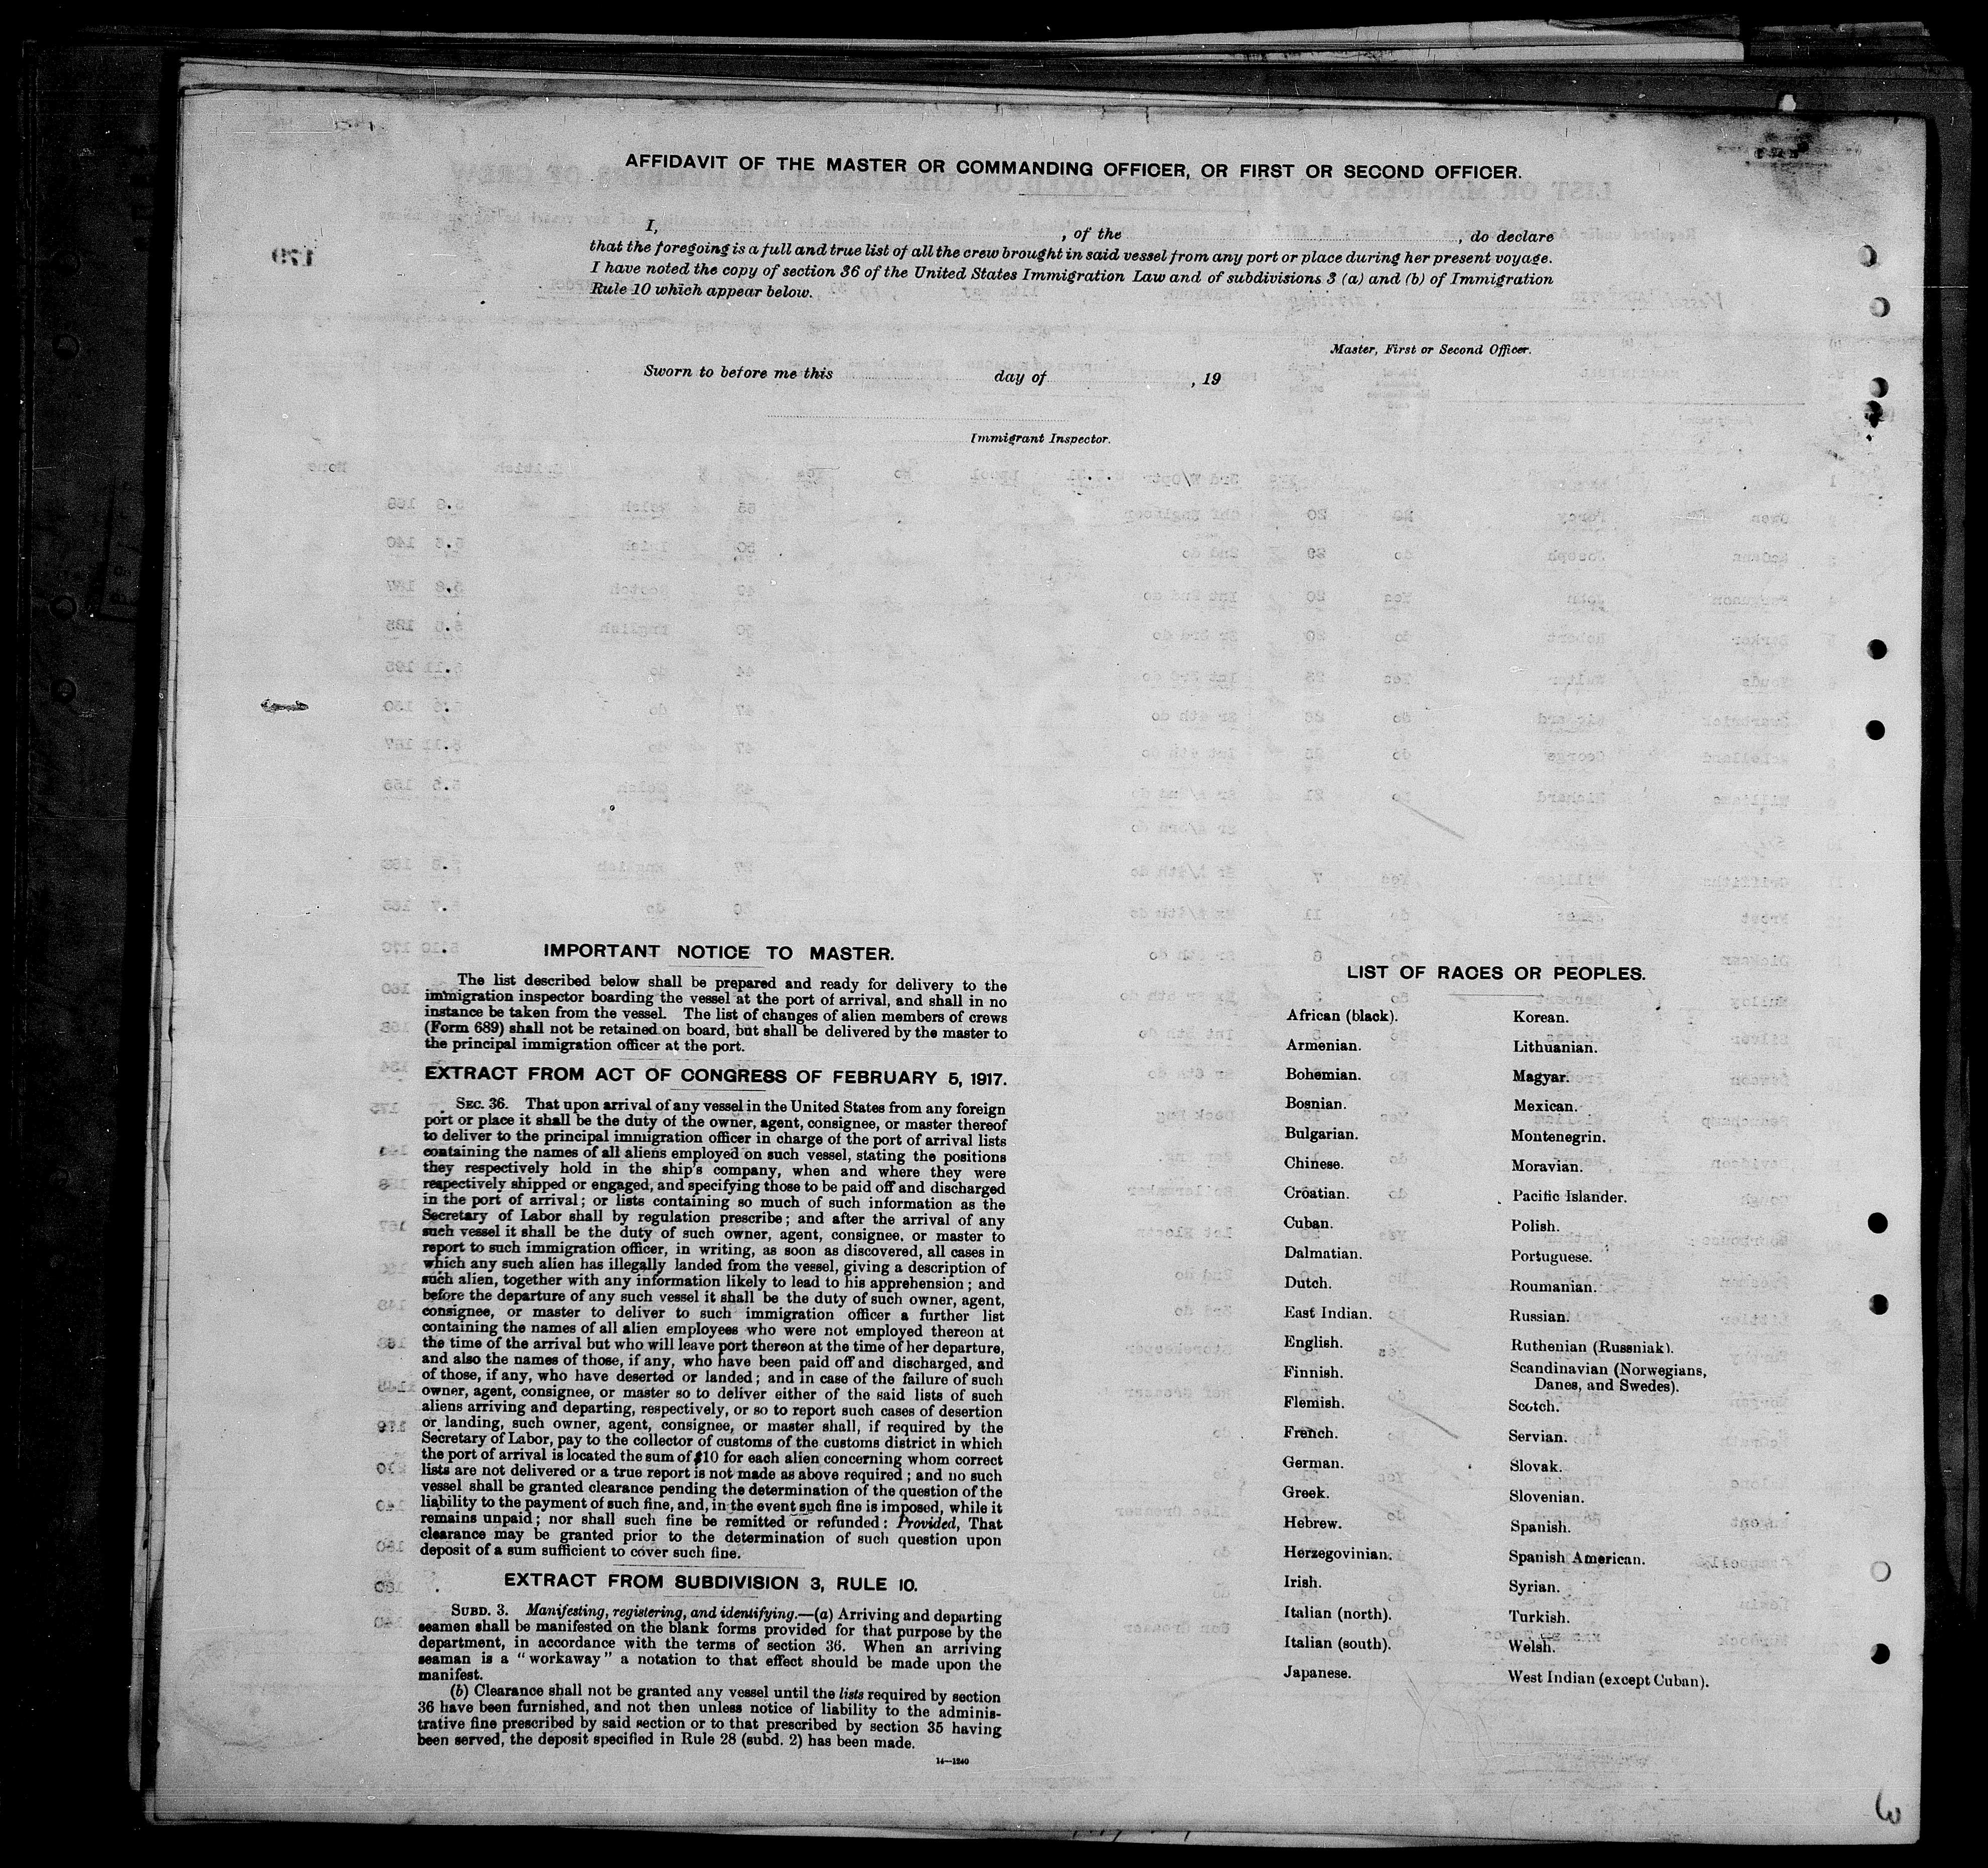 AFFIDAVIT OF THE MASTER OR COMMANDING OFFICER, OR FIRST OR SECOND OFFICER.
I, , of the , do declare
that the foregoing is a full and true list of all the crew brought in said vessel from any port or place during her present voyage.
I have noted the copy of section 36 of the United States Immigration Law and of subdivisions 3 (a) and (b) of Immigration
Rule 10 which appear below.
Master, First or Second Officer.
Sworn to before me this day of , 19
Immigrant Inspector.
IMPORTANT NOTICE TO MASTER.
The list described below shall be prepared and ready for delivery to the
immigration inspector boarding the vessel at the port of arrival, and shall in no
instance be taken from the vessel. The list of changes of alien members of crews
(Form 689) shall not be retained on board, but shall be delivered by the master to
the principal immigration officer at the port.
EXTRACT FROM ACT OF CONGRESS OF FEBRUARY 5, 1917.
SEC. 36. That upon arrival of any vessel in the United States from any foreign
port or place it shall be the duty of the owner, agent, consignee, or master thereof
to deliver to the principal immigration officer in charge of the port of arrival lists
containing the names of all aliens employed on such vessel, stating the positions
they respectively hold in the ship's company, when and where they were
respectively shipped or engaged, and specifying those to be paid off and discharged
in the port of arrival; or lists containing so much of such information as the
Secretary of Labor shall by regulation prescribe; and after the arrival of any
such vessel it shall be the duty of such owner, agent, consignee. or master to
report to such immigration officer, in writing, as soon as discovered, all cases in
which any such alien has illegally landed from the vessel, giving a description of
such alien, together with any information likely to lead to his apprehension; and
before the departure of any such vessel it shall be the duty of such owner, agent,
consignee, or master to deliver to such immigration officer a further list
containing the names of all alien employees who were not employed thereon at
the time of the arrival but who will leave port thereon at the time of her departure,
and also the names of those, if any, who have been paid off and discharged, and
of those, if any, who have deserted or landed; and in case of the failure of such
owner, agent, consignee, or master so to deliver either of the said lists of such
aliens arriving and departing, respectively, or so to report such cases of desertion
or landing, such owner, agent, consignee, or master shall, if required by the
Secretary of Labor, pay to the collector of customs of the customs district in which
the port of arrival is located the sum of $10 for each alien concerning whom correct
lists are not delivered or a true report is not made as above required; and no such
vessel shall be granted clearance pending the determination of the question of the
liability to the payment of such fine, and, in the event such fine is imposed, while it
remains unpaid; nor shall such fine be remitted or refunded: Provided, That
clearance may be granted prior to the determination of such question upon
deposit of a sum sufficient to cover such fine.
EXTRACT FROM SUBDIVISION 3, RULE 10.
SUBD. 3. Manifesting, registering, and identifying.—(a) Arriving and departing
seamen shall be manifested on the blank forms provided for that purpose by the
department, in accordance with the terms of section 36. When an arriving
seaman is a "workaway" a notation to that effect should be made upon the
manifest.
(b) Clearance shall not be granted any vessel until the lists required by section
36 have been furnished, and not then unless notice of liability to the adminis-
trative fine prescribed by said section or to that prescribed by section 35 having
been served, the deposit specified in Rule 28 (subd. 2) has been made.
14—1240
LIST OF RACES OR PEOPLES.
African (black).
Armenian.
Bohemian.
Bosnian.
Bulgarian.
Chinese.
Croatian.
Cuban.
Dalmatian.
Dutch.
East Indian.
English.
Finnish.
Flemish.
French.
German.
Greek.
Hebrew.
Herzegovinian.
Irish.
Italian (north).
Italian (south).
Japanese.
Korean.
Lithuanian.
Magyar.
Mexican.
Montenegrin.
Moravian.
Pacific Islander.
Polish.
Portuguese.
Roumanian.
Russian.
Ruthenian (Russniak).
Scandinavian (Norwegians,
Danes, and Swedes).
Scotch.
Servian.
Slovak.
Slovenian.
Spanish.
Spanish American.
Syrian.
Turkish.
Welsh.
West Indian (except Cuban).